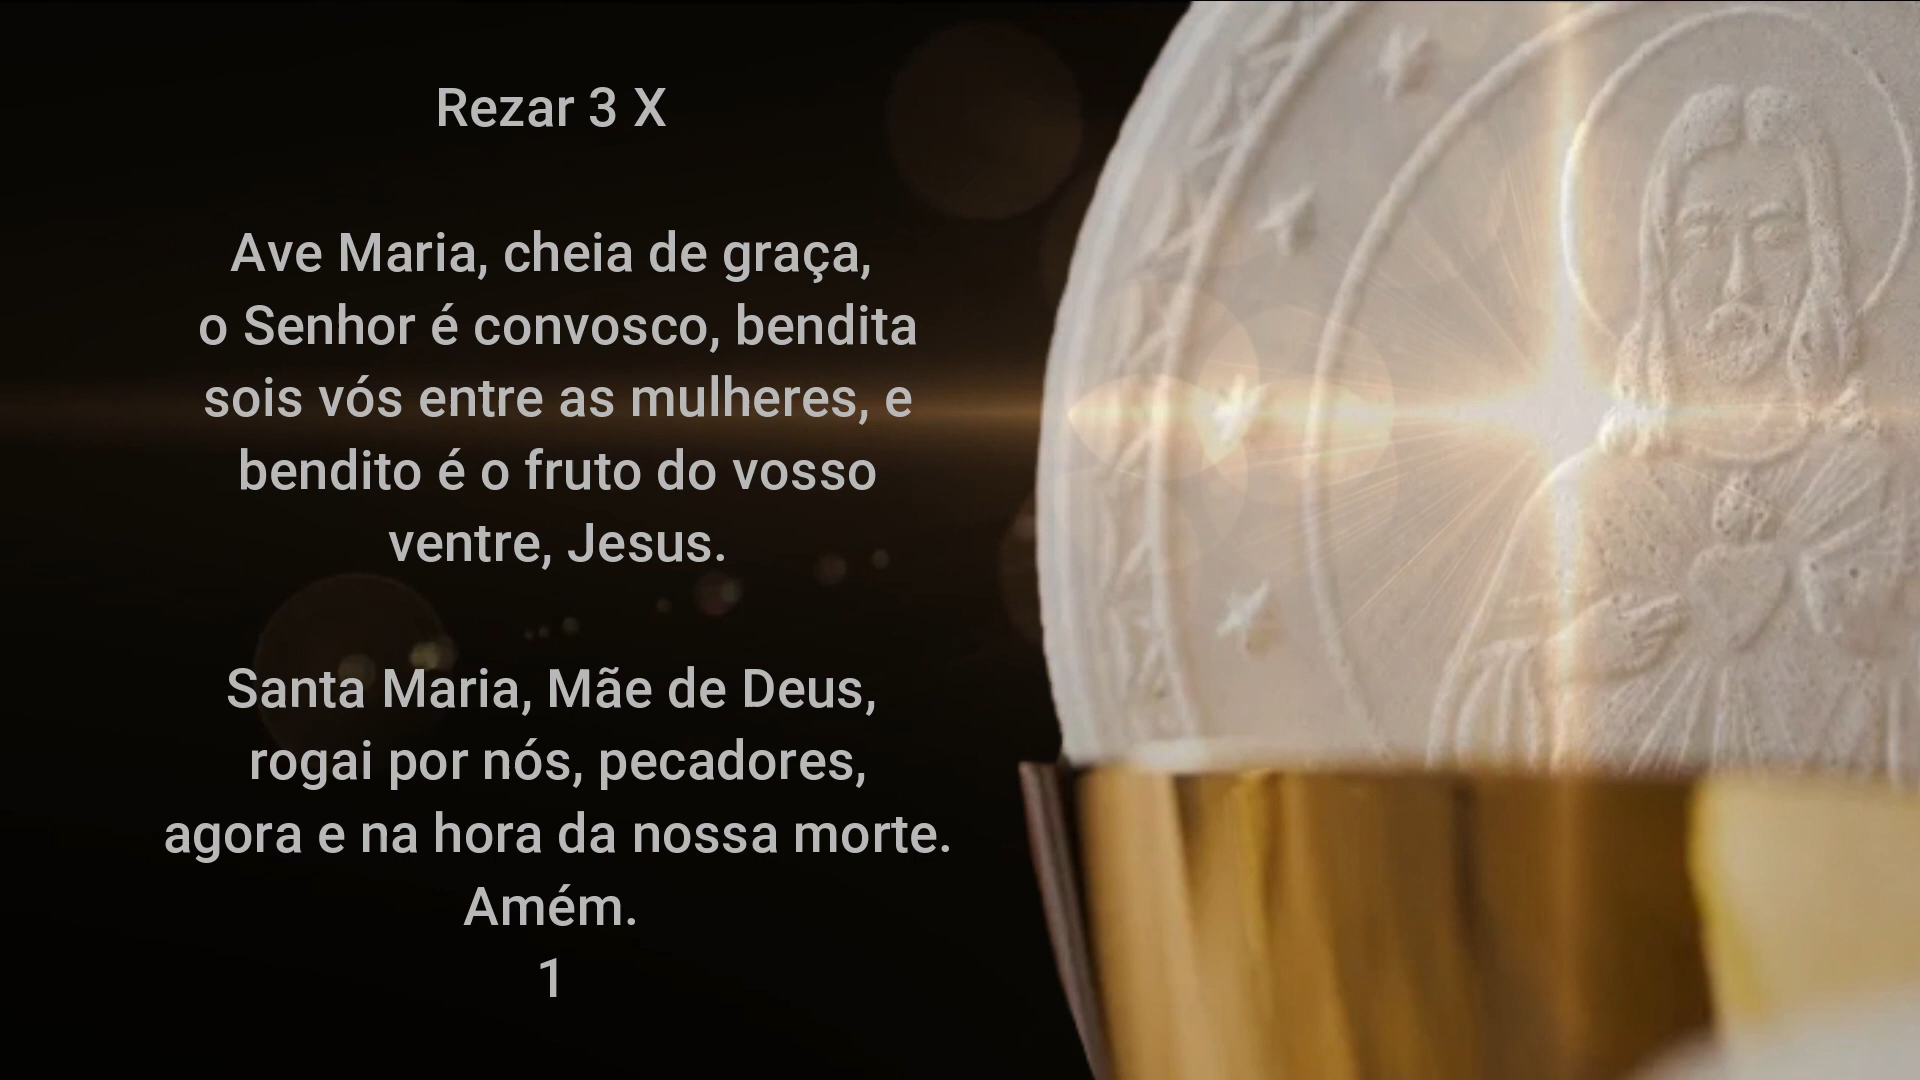 Rezar 3 X
Ave Maria, cheia de graça,
o Senhor é convosco, bendita
sois vós entre as mulheres, e
bendito é o fruto do vosso
ventre, Jesus.
Santa Maria, Mãe de Deus,
rogai por nós, pecadores,
agora e na hora da nossa morte.
Amém.
1